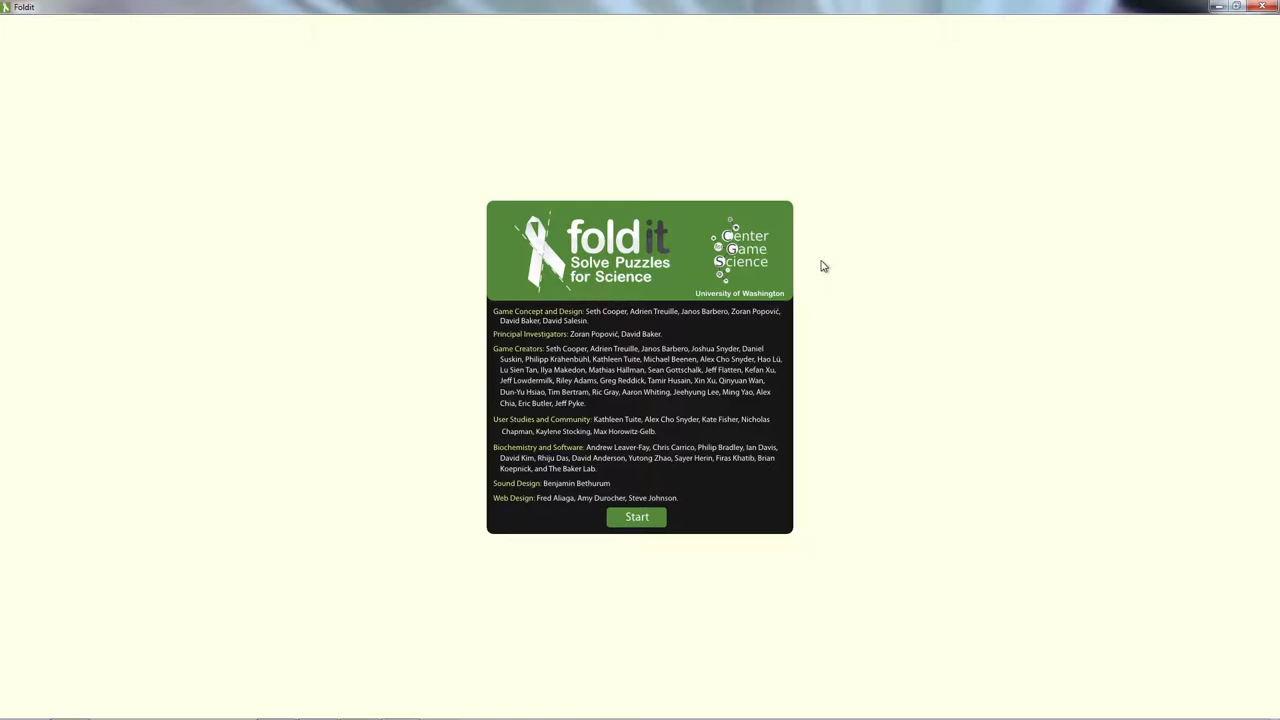 Foldit
foldit
Solve Puzzles
for Science
Center
for Game
Science
University of Washington
Game Concept and Design: Seth Cooper, Adrien Treuille, Janos Barbero, Zoran Popović,
David Baker, David Salesin.
Principal Investigators: Zoran Popović, David Baker.
Game Creators: Seth Cooper, Adrien Treuille, Janos Barbero, Joshua Snyder, Daniel
Suskin, Philipp Krähenbühl, Kathleen Tuite, Michael Beenen, Alex Cho Snyder, Hao Lü,
Lu Sien Tan, Ilya Makedon, Mathias Hällman, Sean Gottschalk, Jeff Flatten, Kefan Xu,
Jeff Lowdermilk, Riley Adams, Greg Reddick, Tamir Husain, Xin Xu, Qinyuan Wan,
Dun-Yu Hsiao, Tim Bertram, Ric Gray, Aaron Whiting, Jeehyung Lee, Ming Yao, Alex
Chia, Eric Butler, Jeff Pyke.
User Studies and Community: Kathleen Tuite, Alex Cho Snyder, Kate Fisher, Nicholas
Chapman, Kaylene Stocking, Max Horowitz-Gelb.
Biochemistry and Software: Andrew Leaver-Fay, Chris Carrico, Philip Bradley, Ian Davis,
David Kim, Rhiju Das, David Anderson, Yutong Zhao, Sayer Herin, Firas Khatib, Brian
Koepnick, and The Baker Lab.
Sound Design: Benjamin Bethurum
Web Design: Fred Aliaga, Amy Durocher, Steve Johnson.
Start